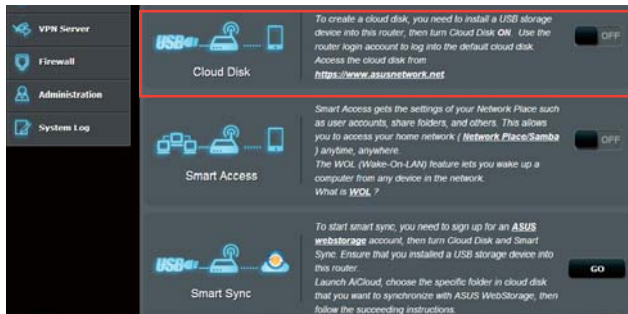 VPN Server
Firewall
Administration
System Log
USB
Cloud Disk
To create a cloud disk, you need to install a USB storage
device into this router, then turn Cloud Disk ON. Use the
router login account to log into the default cloud disk.
Access the cloud disk from
https://www.asusnetwork.net
OFF
Smart Access
Smart Access gets the settings of your Network Place such
as user accounts, share folders, and others. This allows
you to access your home network ( Network Place/Samba
) anytime, anywhere.
The WOL (Wake-On-LAN) feature lets you wake up a
computer from any device in the network.
What is WOL ?
OFF
USB
Smart Sync
To start smart sync, you need to sign up for an ASUS
webstorage account, then turn Cloud Disk and Smart
Sync. Ensure that you installed a USB storage device into
this router.
Launch AiCloud, choose the specific folder in cloud disk
that you want to synchronize with ASUS WebStorage, then
follow the succeeding instructions.
GO